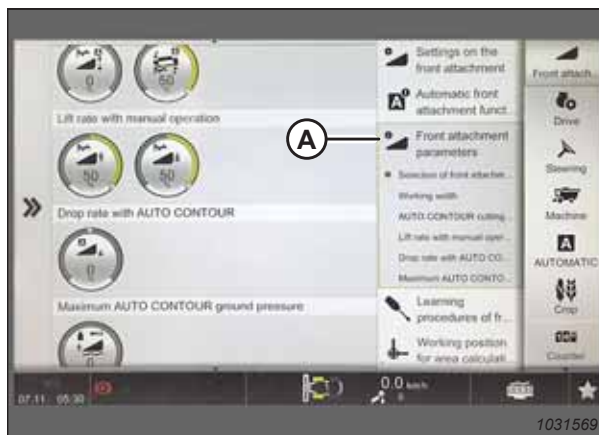 0
50
Lift rate with manual operation
50
50
Drop rate with AUTO CONTOUR
0
Maximum AUTO CONTOUR ground pressure
Settings on the
front attachment
Automatic front
attachment funct
A
Front attachment
parameters
Selection of front attachm...
Working width
AUTO CONTOUR cutting ...
Lift rate with manual oper...
Drop rate with AUTO CO...
Maximum AUTO CONTO...
Learning
procedures of fr...
Working position
for area calculati...
Front attach...
Drive
Steering
Machine
A
AUTOMATIC
Crop
Counter
07.11 05:30
0.0 km/h
1031569